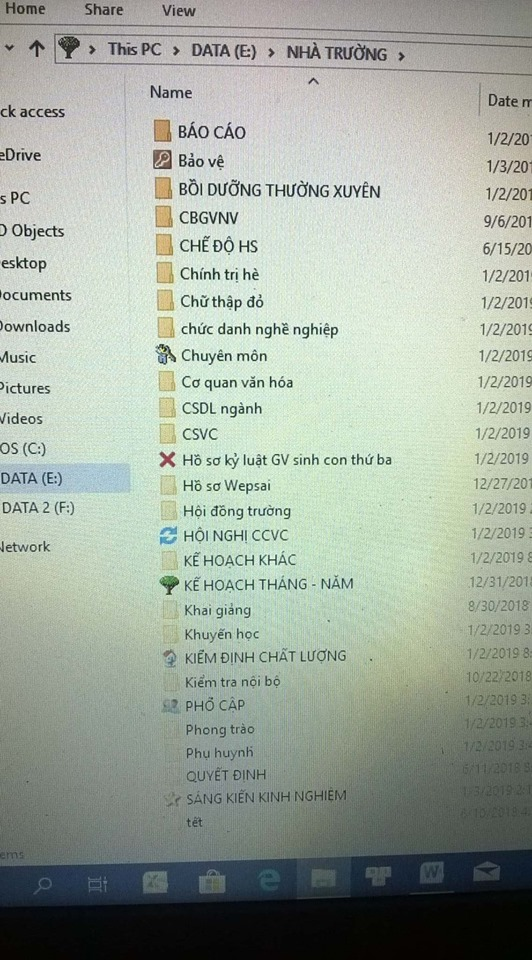 Home Share View
This PC > DATA (E:) > NHÀ TRƯỜNG >
Name Date m
ck access
eDrive
s PC
D Objects
esktop
Documents
Downloads
Music
Pictures
Videos
OS (C:)
DATA (E:)
DATA 2 (F:)
Network
BÁO CÁO 1/2/201
Bảo vệ 1/3/201
BỒI DƯỠNG THƯỜNG XUYÊN 1/2/201
CBGVNV 9/6/201
CHẾ ĐỘ HS 6/15/20
Chính trị hè 1/2/201
Chữ thập đỏ 1/2/2019
chức danh nghề nghiệp 1/2/2019
Chuyên môn 1/2/2019
Cơ quan văn hóa 1/2/2019
CSDL ngành 1/2/2019
CSVC 1/2/2019
Hồ sơ kỷ luật GV sinh con thứ ba 1/2/2019
Hồ sơ Wepsai 12/27/201
Hội đồng trường 1/2/2019
HỘI NGHỊ CCVC 1/2/2019 3
KẾ HOẠCH KHÁC 1/2/2019 8
KẾ HOẠCH THÁNG - NĂM 12/31/201
Khai giảng 8/30/2018
Khuyến học 1/2/2019 3:
KIỂM ĐỊNH CHẤT LƯỢNG 1/2/2019 8:
Kiểm tra nội bộ 10/22/2018
PHỔ CẬP 1/2/2019 3:
Phong trào 1/2/2019 3:
Phụ huynh 1/2/2019 3:4
QUYẾT ĐỊNH 6/11/2018
SÁNG KIẾN KINH NGHIỆM 1/3/2019
tết
ems